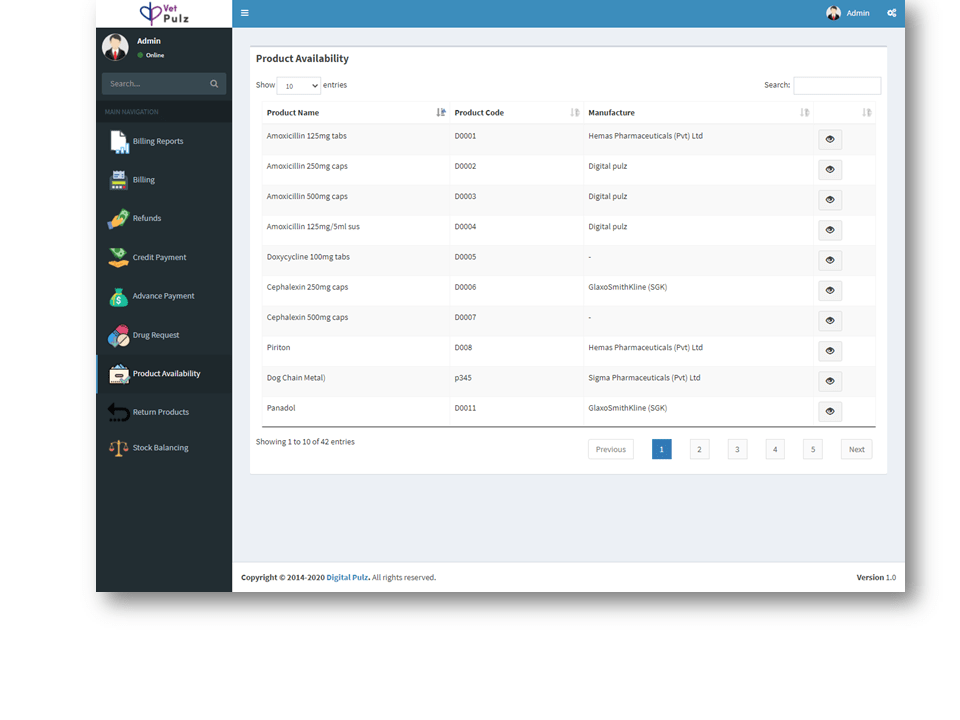 Vet
Pulz
Admin
Admin
Online
Search...
MAIN NAVIGATION
Billing Reports
Billing
Refunds
Credit Payment
Advance Payment
Drug Request
Product Availability
Return Products
Stock Balancing
Product Availability
Show 10 entries Search:
Product Name Product Code Manufacture
Amoxicillin 125mg tabs D0001 Hemas Pharmaceuticals (Pvt) Ltd
Amoxicillin 250mg caps D0002 Digital pulz
Amoxicillin 500mg caps D0003 Digital pulz
Amoxicillin 125mg/5ml sus D0004 Digital pulz
Doxycycline 100mg tabs D0005 -
Cephalexin 250mg caps D0006 GlaxoSmithKline (SGK)
Cephalexin 500mg caps D0007 -
Piriton D008 Hemas Pharmaceuticals (Pvt) Ltd
Dog Chain Metal) p345 Sigma Pharmaceuticals (Pvt) Ltd
Panadol D0011 GlaxoSmithKline (SGK)
Showing 1 to 10 of 42 entries
Previous 1 2 3 4 5 Next
Copyright © 2014-2020 Digital Pulz. All rights reserved. Version 1.0